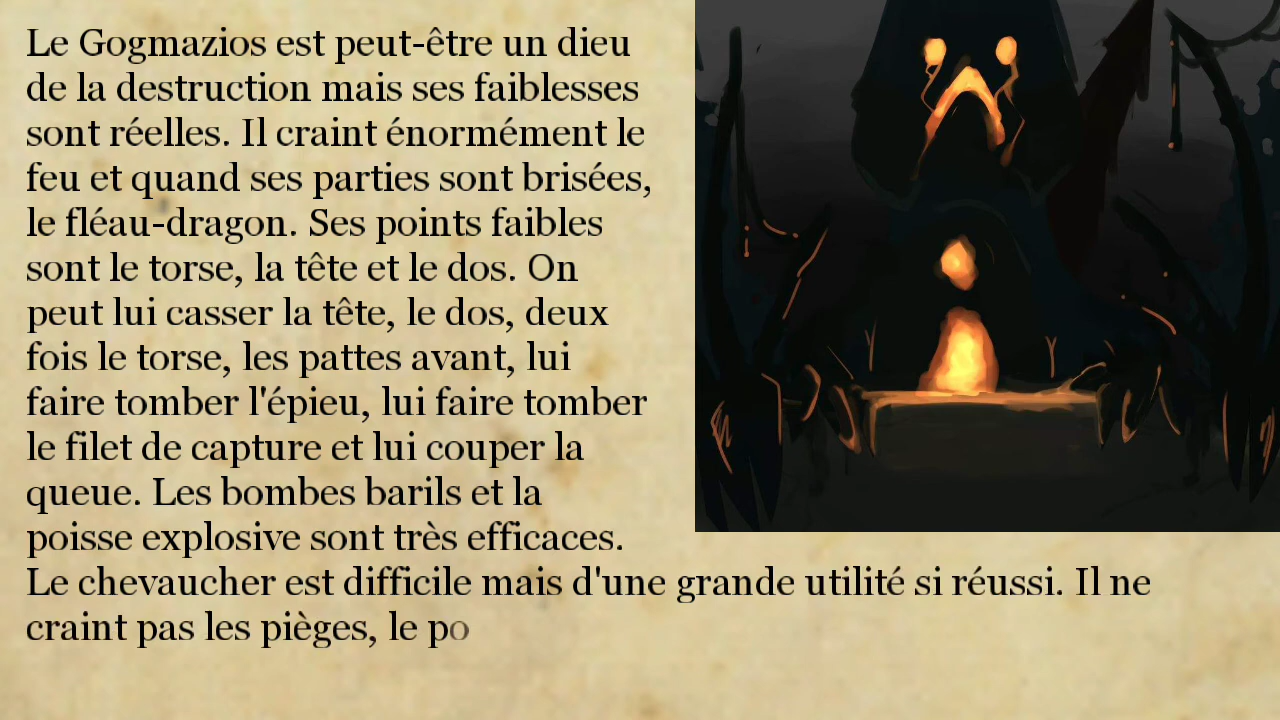 Le Gogmazios est peut-être un dieu
de la destruction mais ses faiblesses
sont réelles. Il craint énormément le
feu et quand ses parties sont brisées,
le fléau-dragon. Ses points faibles
sont le torse, la tête et le dos. On
peut lui casser la tête, le dos, deux
fois le torse, les pattes avant, lui
faire tomber l'épieu, lui faire tomber
le filet de capture et lui couper la
queue. Les bombes barils et la
poisse explosive sont très efficaces.
Le chevaucher est difficile mais d'une grande utilité si réussi. Il ne
craint pas les pièges, le po